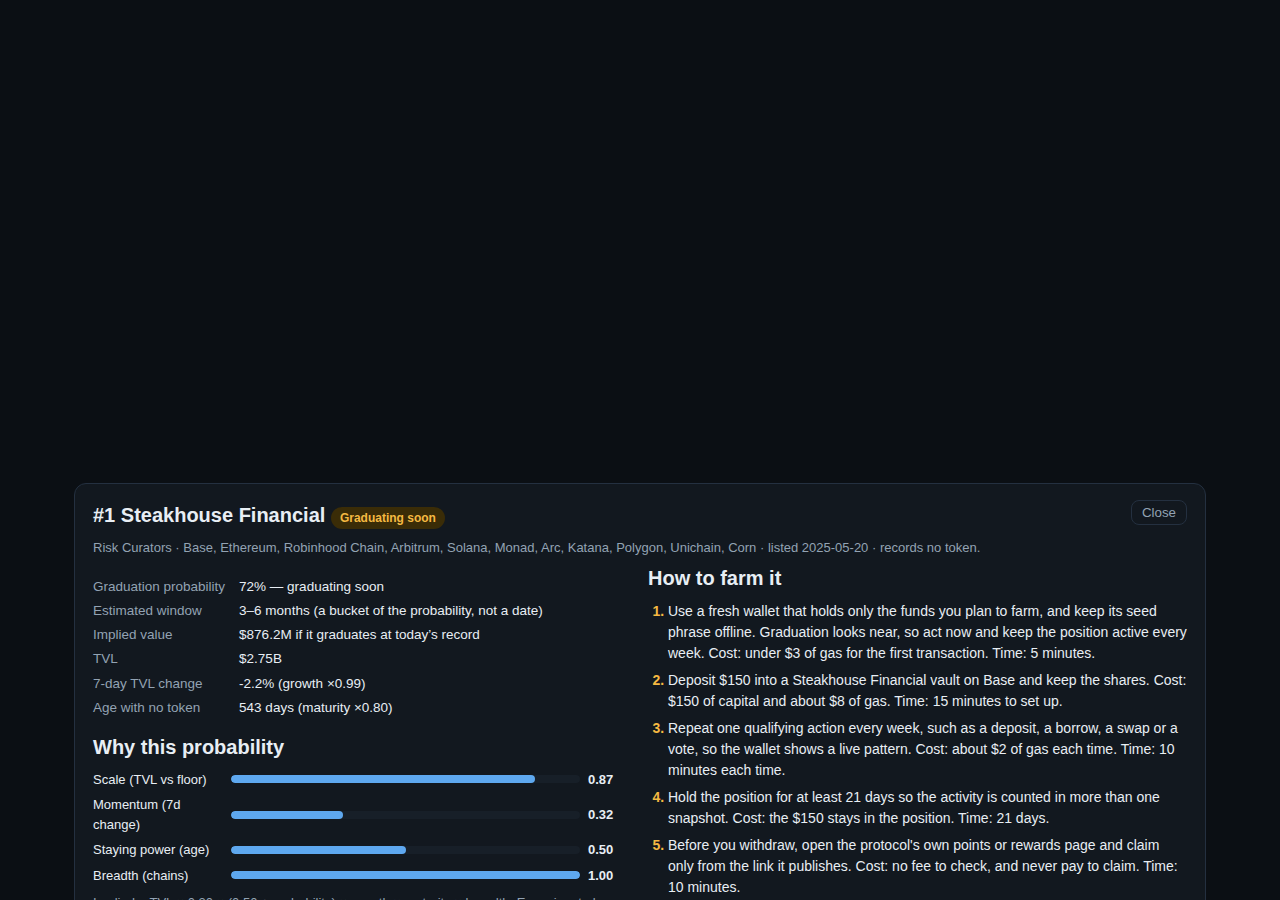 #1 Steakhouse Financial Graduating soon
Close
Risk Curators · Base, Ethereum, Robinhood Chain, Arbitrum, Solana, Monad, Arc, Katana, Polygon, Unichain, Corn · listed 2025-05-20 · records no token.
Graduation probability 72% — graduating soon
Estimated window 3–6 months (a bucket of the probability, not a date)
Implied value $876.2M if it graduates at today's record
TVL $2.75B
7-day TVL change -2.2% (growth ×0.99)
Age with no token 543 days (maturity ×0.80)
Why this probability
Scale (TVL vs floor) 0.87
Momentum (7d
change) 0.32
Staying power (age) 0.50
Breadth (chains) 1.00
How to farm it
1. Use a fresh wallet that holds only the funds you plan to farm, and keep its seed
phrase offline. Graduation looks near, so act now and keep the position active every
week. Cost: under $3 of gas for the first transaction. Time: 5 minutes.
2. Deposit $150 into a Steakhouse Financial vault on Base and keep the shares. Cost:
$150 of capital and about $8 of gas. Time: 15 minutes to set up.
3. Repeat one qualifying action every week, such as a deposit, a borrow, a swap or a
vote, so the wallet shows a live pattern. Cost: about $2 of gas each time. Time: 10
minutes each time.
4. Hold the position for at least 21 days so the activity is counted in more than one
snapshot. Cost: the $150 stays in the position. Time: 21 days.
5. Before you withdraw, open the protocol's own points or rewards page and claim
only from the link it publishes. Cost: no fee to check, and never pay to claim. Time:
10 minutes.